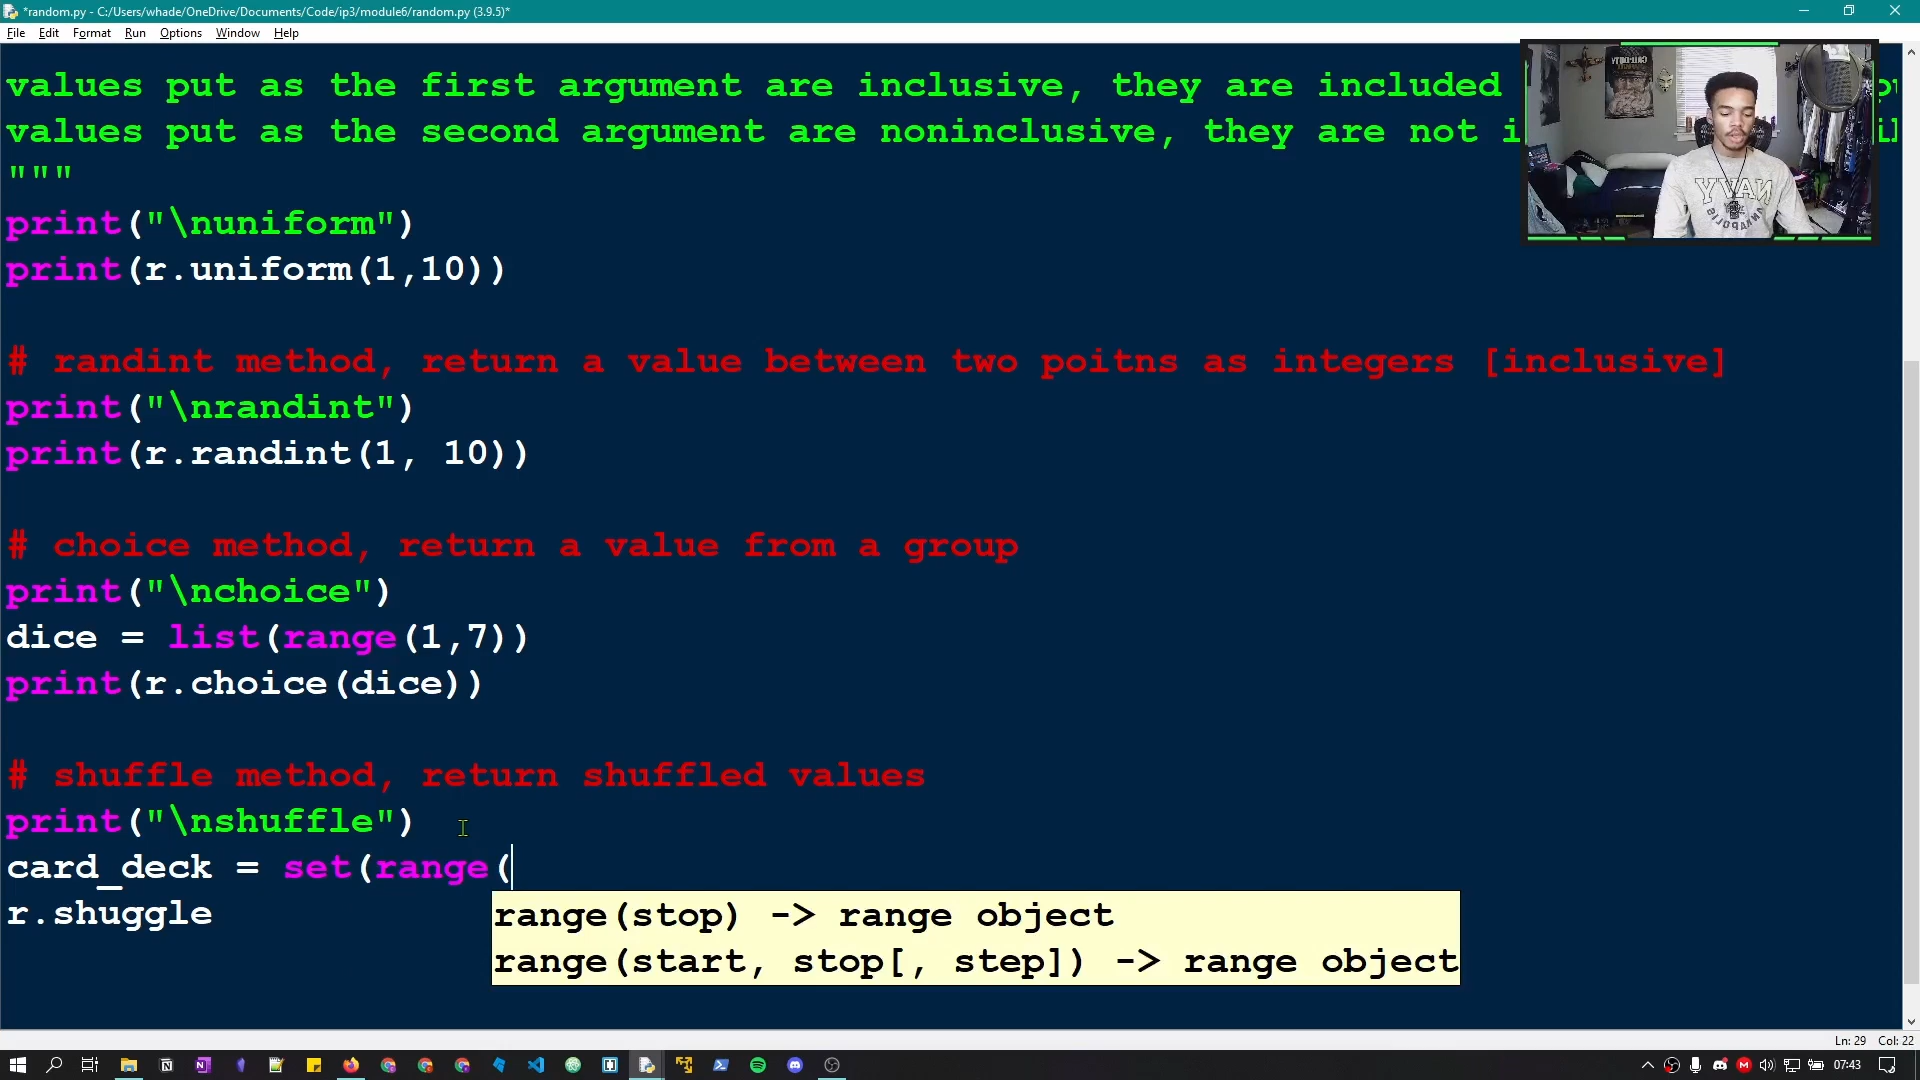 *random.py - C:/Users/whade/OneDrive/Documents/Code/ip3/module6/random.py (3.9.5)*
File Edit Format Run Options Window Help
values put as the first argument are inclusive, they are included
values put as the second argument are noninclusive, they are not i
"""
print("\nuniform")
print(r.uniform(1,10))
# randint method, return a value between two poitns as integers [inclusive]
print("\nrandint")
print(r.randint(1, 10))
# choice method, return a value from a group
print("\nchoice")
dice = list(range(1,7))
print(r.choice(dice))
# shuffle method, return shuffled values
print("\nshuffle")
card_deck = set(range(
r.shuggle
range(stop) -> range object
range(start, stop[, step]) -> range object
NAVY
ANNAPOLIS
Ln: 29 Col: 22
07:43